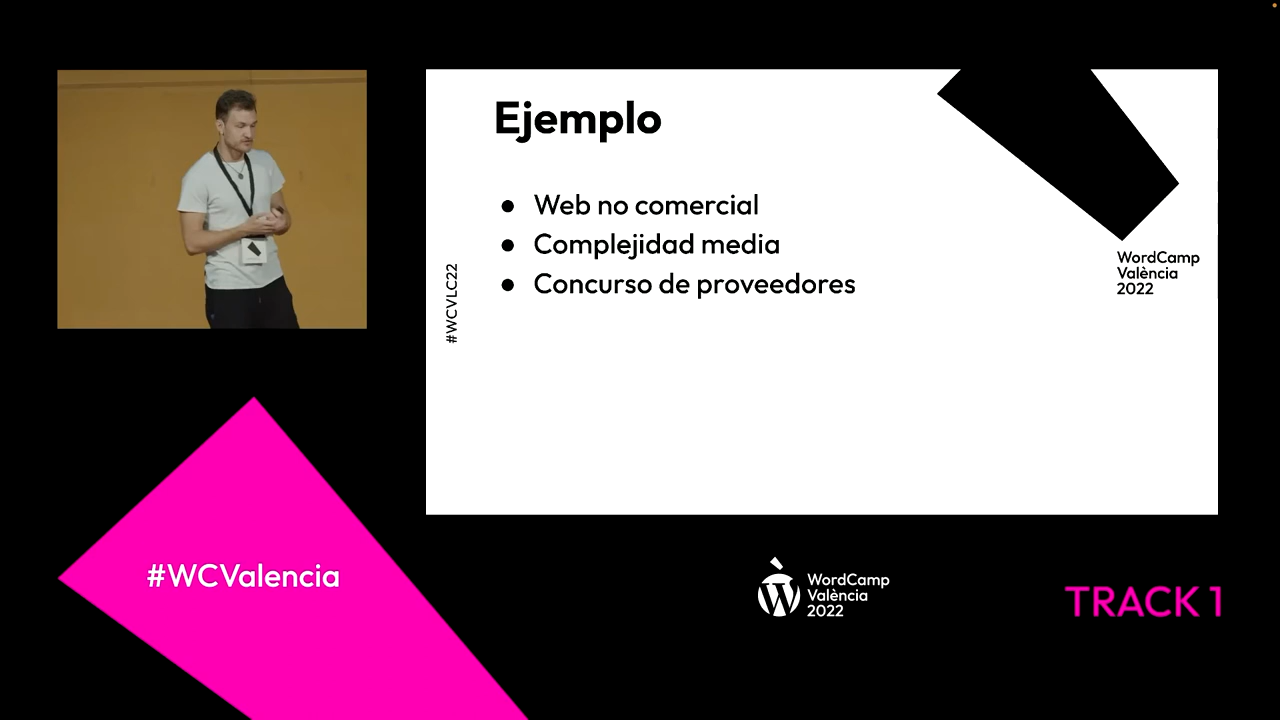 Ejemplo
● Web no comercial
● Complejidad media
● Concurso de proveedores
#WCVLC22
WordCamp
València
2022
#WCValencia
WordCamp
València
2022
TRACK 1